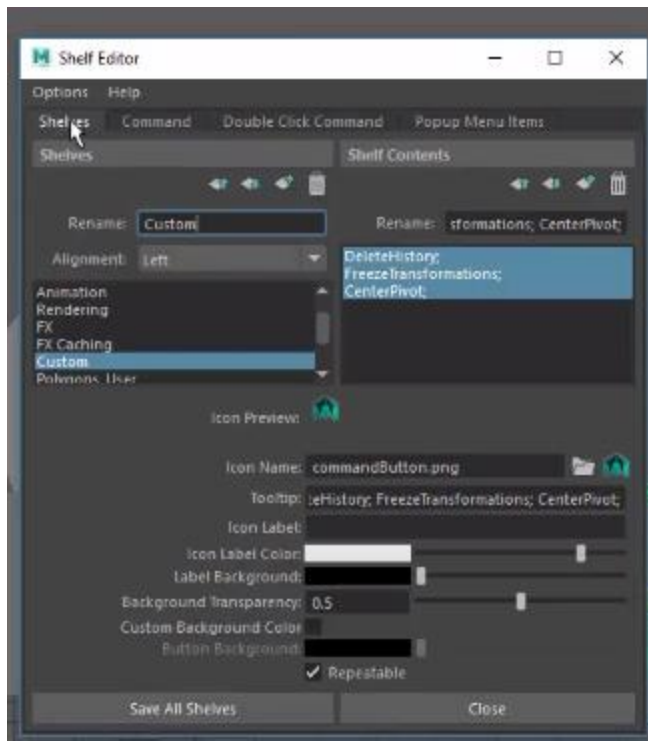 Shelf Editor
Options Help
Shelves Command Double Click Command Popup Menu Items
Shelves
Shelf Contents
Rename: Custom
Rename: sformations; CenterPivot;
Alignment: Left
DeleteHistory;
FreezeTransformations;
CenterPivot;
Animation
Rendering
FX
FX Caching
Custom
Polygons_User
Icon Preview:
Icon Name: commandButton.png
Tooltip: :eHistory; FreezeTransformations; CenterPivot;
Icon Label:
Icon Label Color:
Label Background:
Background Transparency: 0.5
Custom Background Color
Button Background:
Repeatable
Save All Shelves
Close